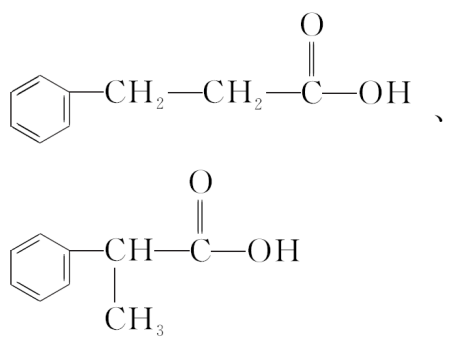 O
CH₂—CH₂—C—OH、
O
CH—C—OH
CH₃